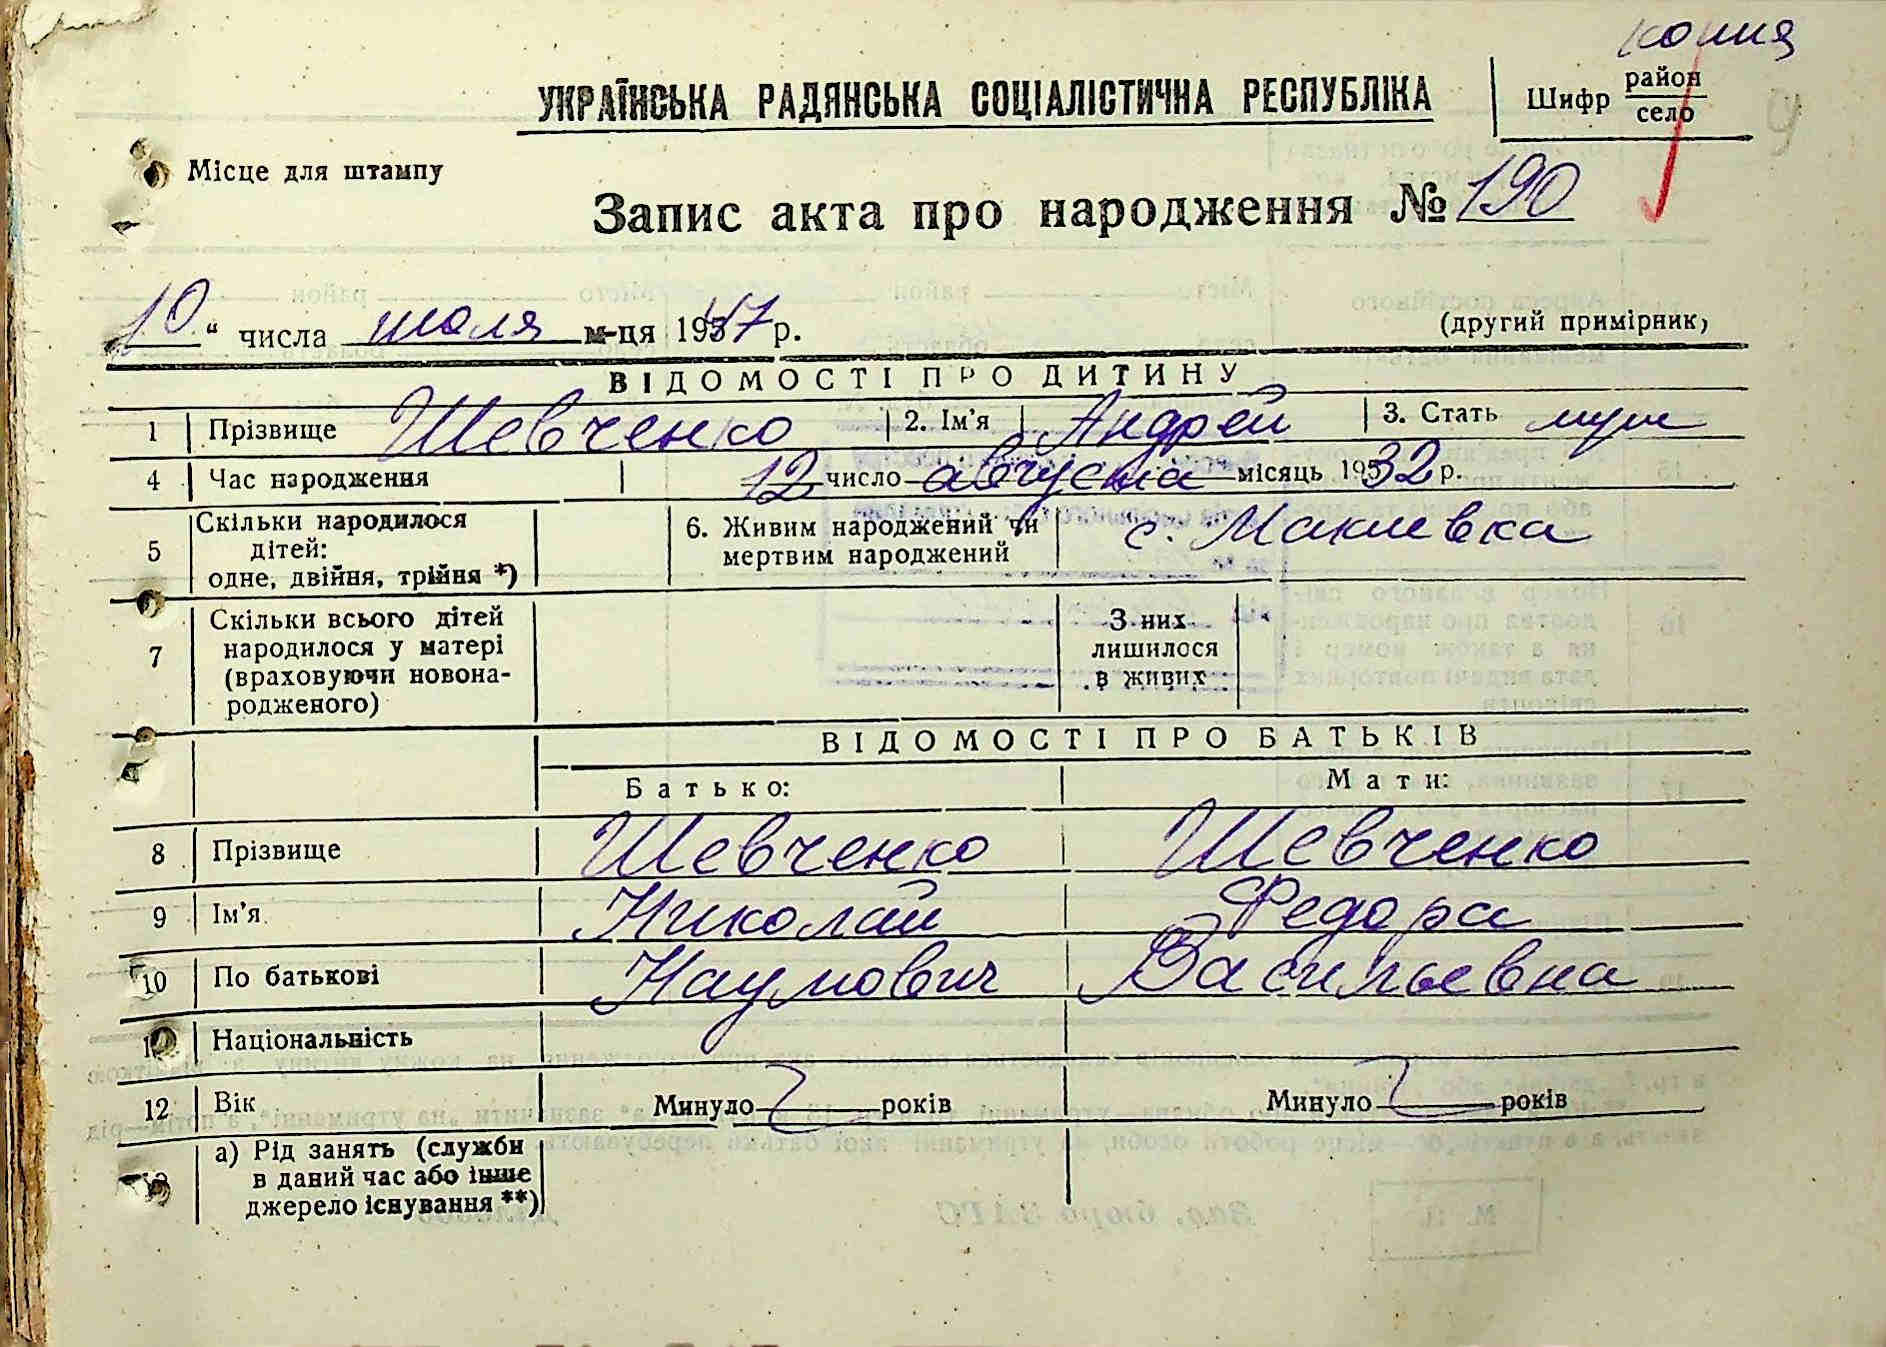 копия
УКРАЇНСЬКА РАДЯНСЬКА СОЦІАЛІСТИЧНА РЕСПУБЛІКА
Шифр район
село
Місце для штампу
Запис акта про народження № 190
10 " числа июля м-ця 1947 р.
(другий примірник)
ВІДОМОСТІ ПРО ДИТИНУ
1 Прізвище Шевченко 2. Ім'я Андрей 3. Стать муж
4 Час народження 12 число августа місяць 1932 р.
5 Скільки народилося дітей: одне, двійня, трійня *) 6. Живим народжений чи мертвим народжений с. Макиевка
7 Скільки всього дітей народилося у матері (враховуючи новонародженого) З них лишилося в живих
ВІДОМОСТІ ПРО БАТЬКІВ
Батько: Мати:
8 Прізвище Шевченко Шевченко
9 Ім'я Николай Федора
10 По батькові Наумович Васильевна
Національність
12 Вік Минуло років Минуло років
а) Рід занять (служби в даний час або інше джерело існування **)